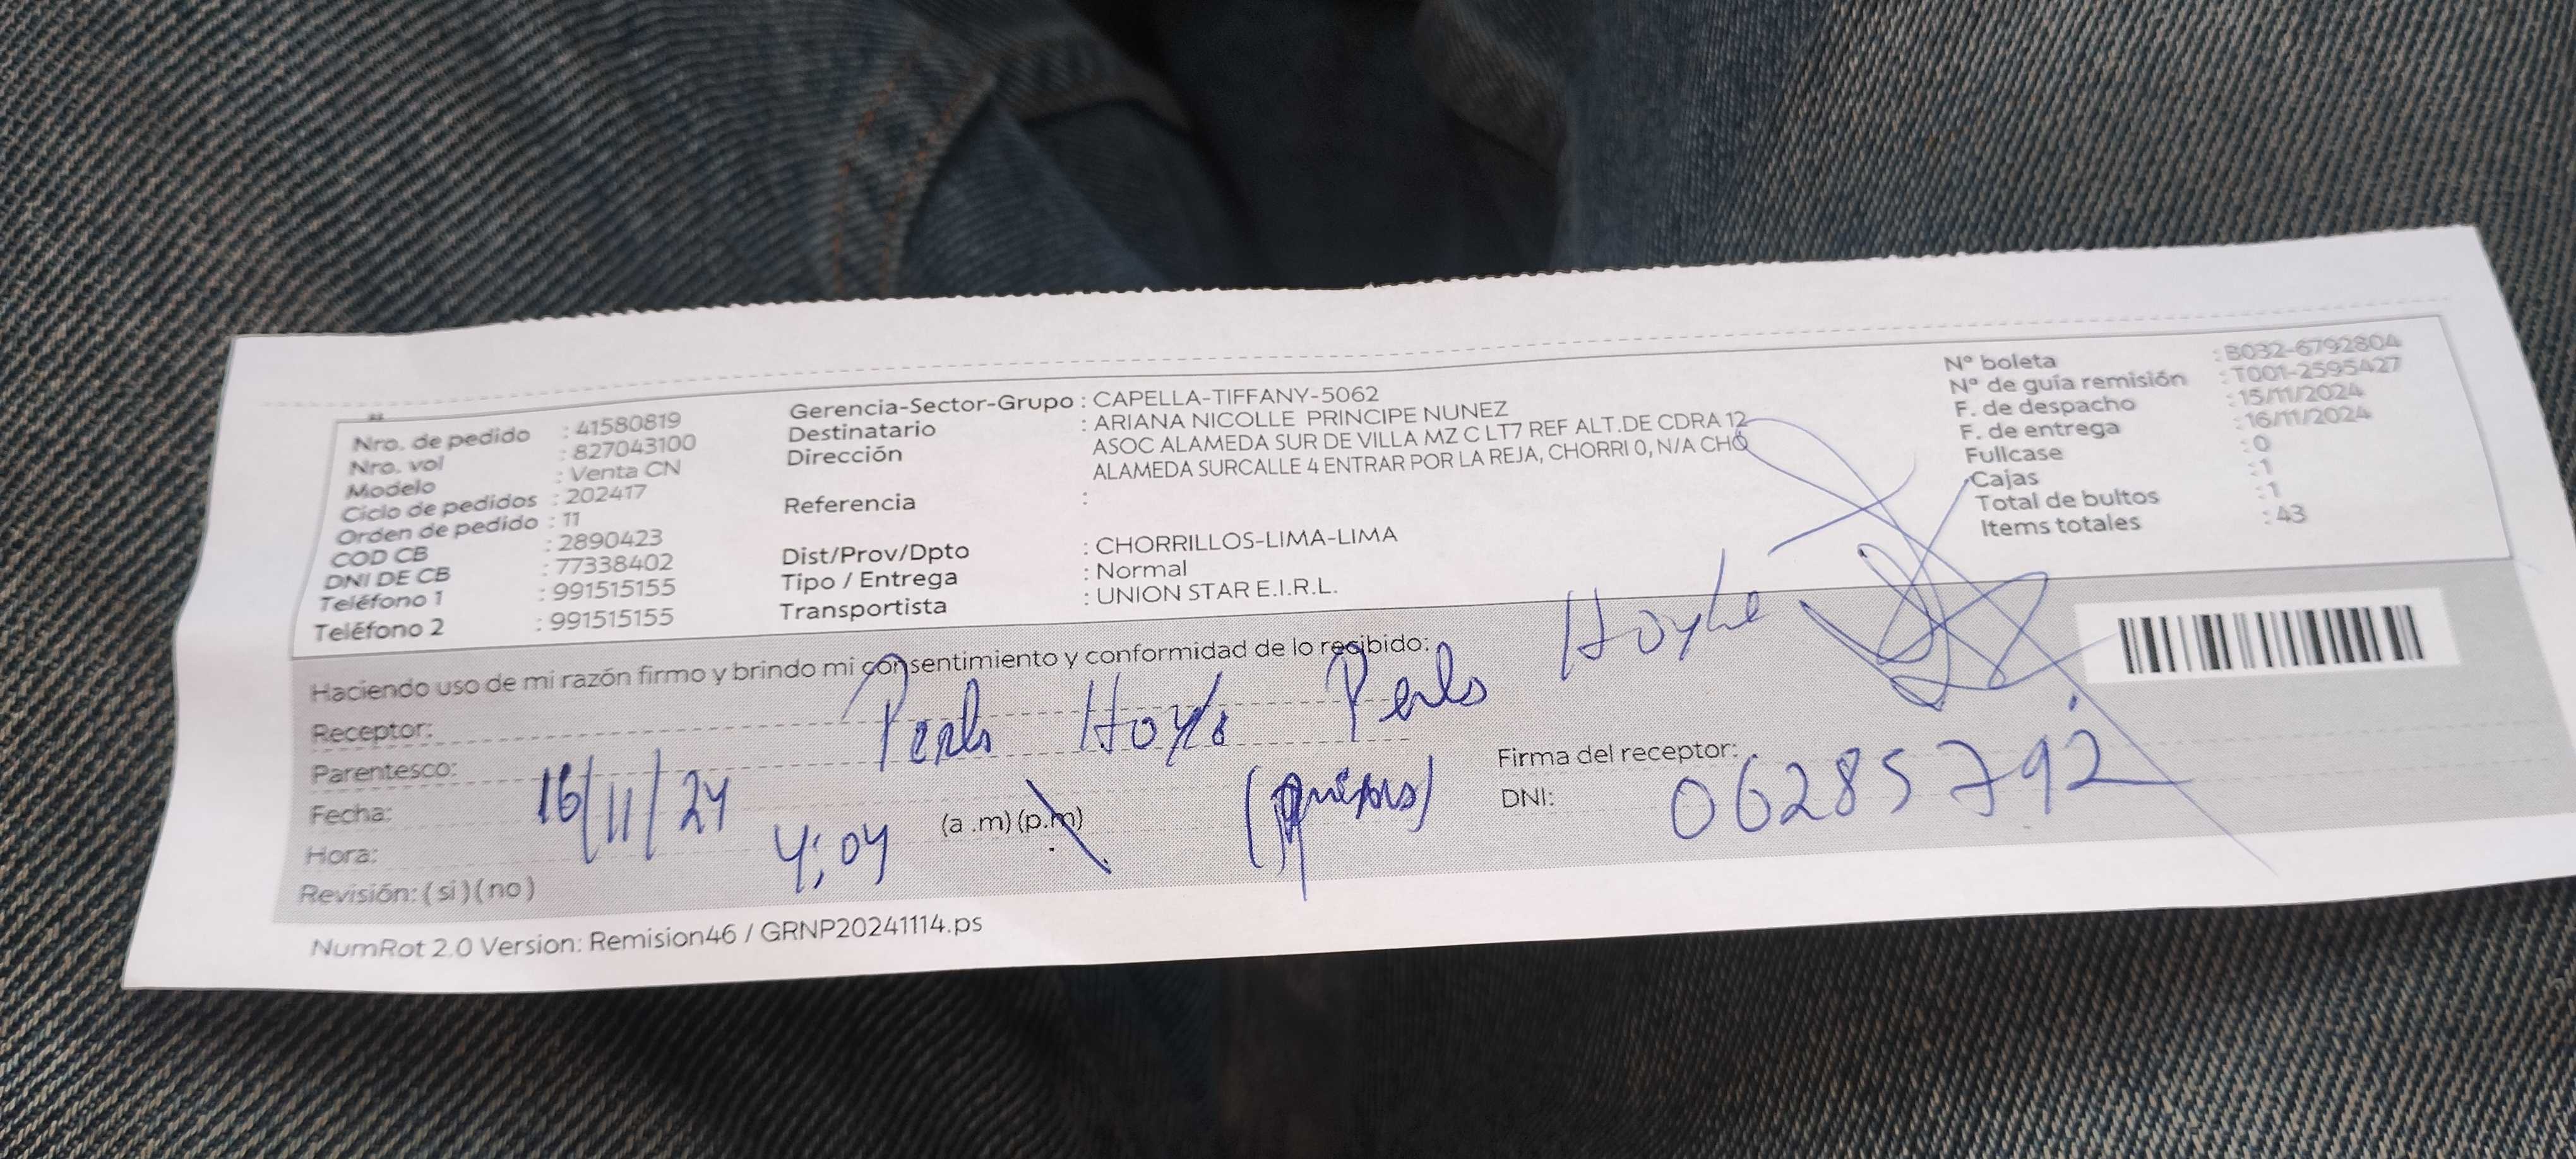 Nro. de pedido : 41580819
Nro. vol : 827043100
Modelo : Venta CN
Ciclo de pedidos : 202417
Orden de pedido : 11
COD CB : 2890423
DNI DE CB : 77338402
Teléfono 1 : 991515155
Teléfono 2 : 991515155
Gerencia-Sector-Grupo : CAPELLA-TIFFANY-5062
Destinatario : ARIANA NICOLLE PRINCIPE NUNEZ
Dirección ASOC ALAMEDA SUR DE VILLA MZ C LT7 REF ALT.DE CDRA 12
ALAMEDA SURCALLE 4 ENTRAR POR LA REJA, CHORRI 0, N/A CHO
Referencia :
Dist/Prov/Dpto : CHORRILLOS-LIMA-LIMA
Tipo / Entrega : Normal
Transportista : UNION STAR E.I.R.L.
N° boleta : B032-6792804
N° de guía remisión : T001-2595427
F. de despacho : 15/11/2024
F. de entrega : 16/11/2024
Fullcase : 0
Cajas : 1
Total de bultos : 1
Items totales : 43
Haciendo uso de mi razón firmo y brindo mi consentimiento y conformidad de lo recibido:
Receptor:
Parentesco:
Fecha: 16/11/24
Hora: 4:04 (a .m) (p.m)
Revisión: (si) (no)
Firma del receptor:
DNI: 06285792
NumRot 2.0 Version: Remision46 / GRNP20241114.ps